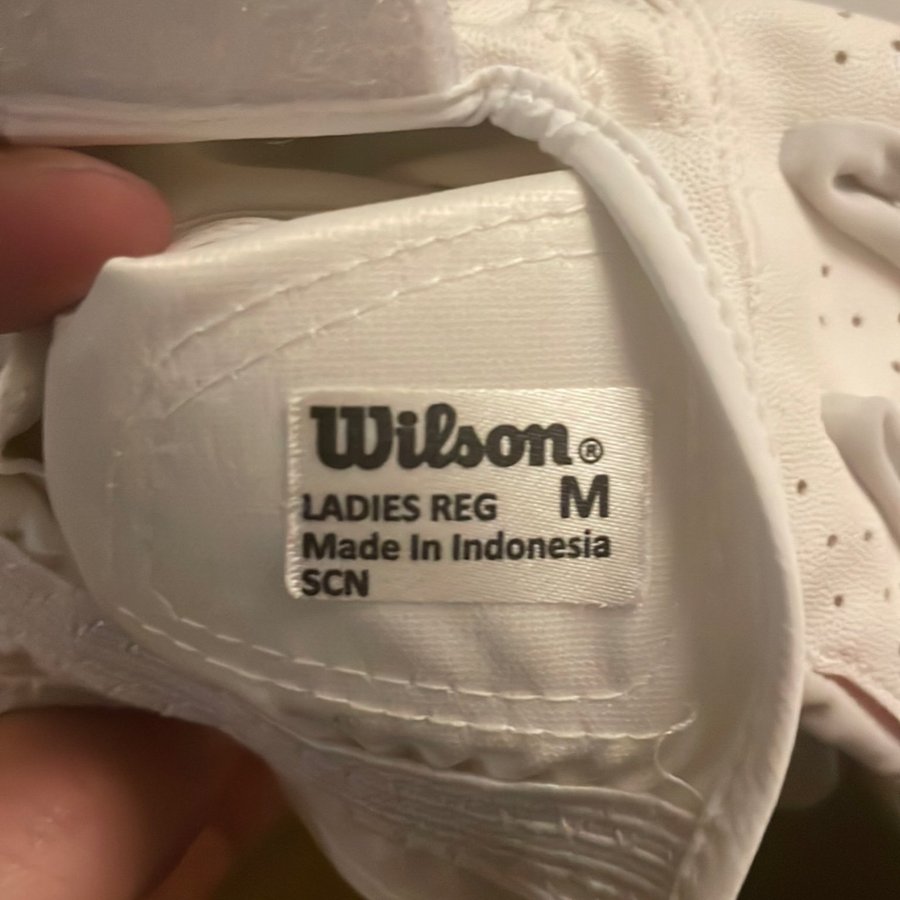 Wilson®
LADIES REG M
Made In Indonesia
SCN